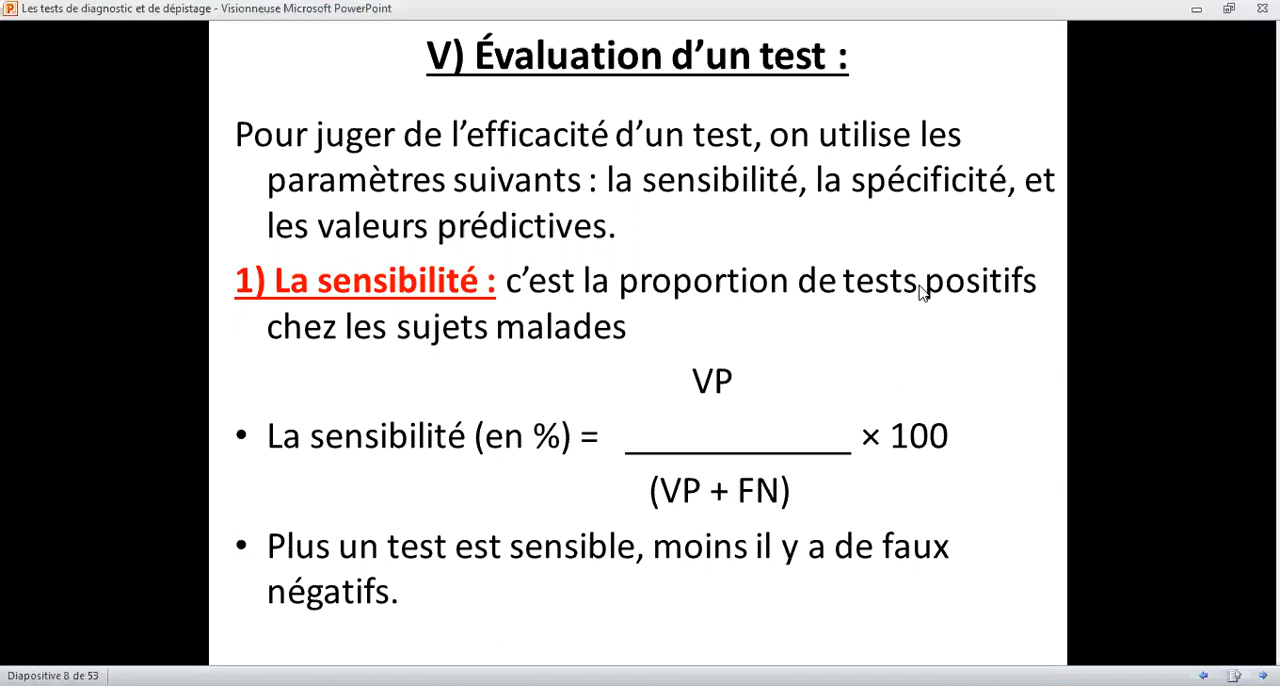 Les tests de diagnostic et de dépistage - Visionneuse Microsoft PowerPoint
V) Évaluation d’un test :
Pour juger de l’efficacité d’un test, on utilise les
paramètres suivants : la sensibilité, la spécificité, et
les valeurs prédictives.
1) La sensibilité : c’est la proportion de tests positifs
chez les sujets malades
VP
• La sensibilité (en %) = ____________ × 100
(VP + FN)
• Plus un test est sensible, moins il y a de faux
négatifs.
Diapositive 8 de 53